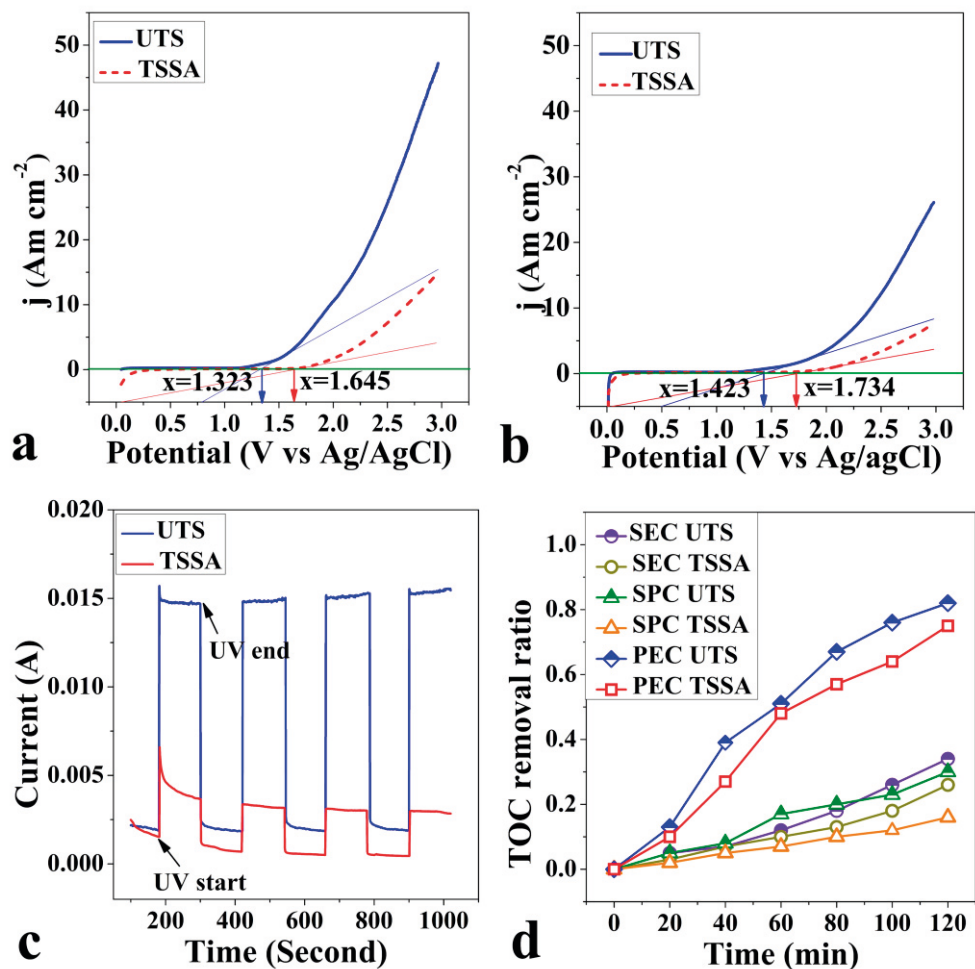 50
40
30
20
10
0
j (Am cm⁻²)
UTS
TSSA
x=1.323
x=1.645
0.0 0.5 1.0 1.5 2.0 2.5 3.0
a
Potential (V vs Ag/AgCl)
50
40
30
20
10
0
j (Am cm⁻²)
UTS
TSSA
x=1.423
x=1.734
0.0 0.5 1.0 1.5 2.0 2.5 3.0
b
Potential (V vs Ag/agCl)
0.020
0.015
0.010
0.005
0.000
Current (A)
UTS
TSSA
UV end
UV start
200 400 600 800 1000
c
Time (Second)
1.0
0.8
0.6
0.4
0.2
0.0
TOC removal ratio
SEC UTS
SEC TSSA
SPC UTS
SPC TSSA
PEC UTS
PEC TSSA
0 20 40 60 80 100 120
d
Time (min)